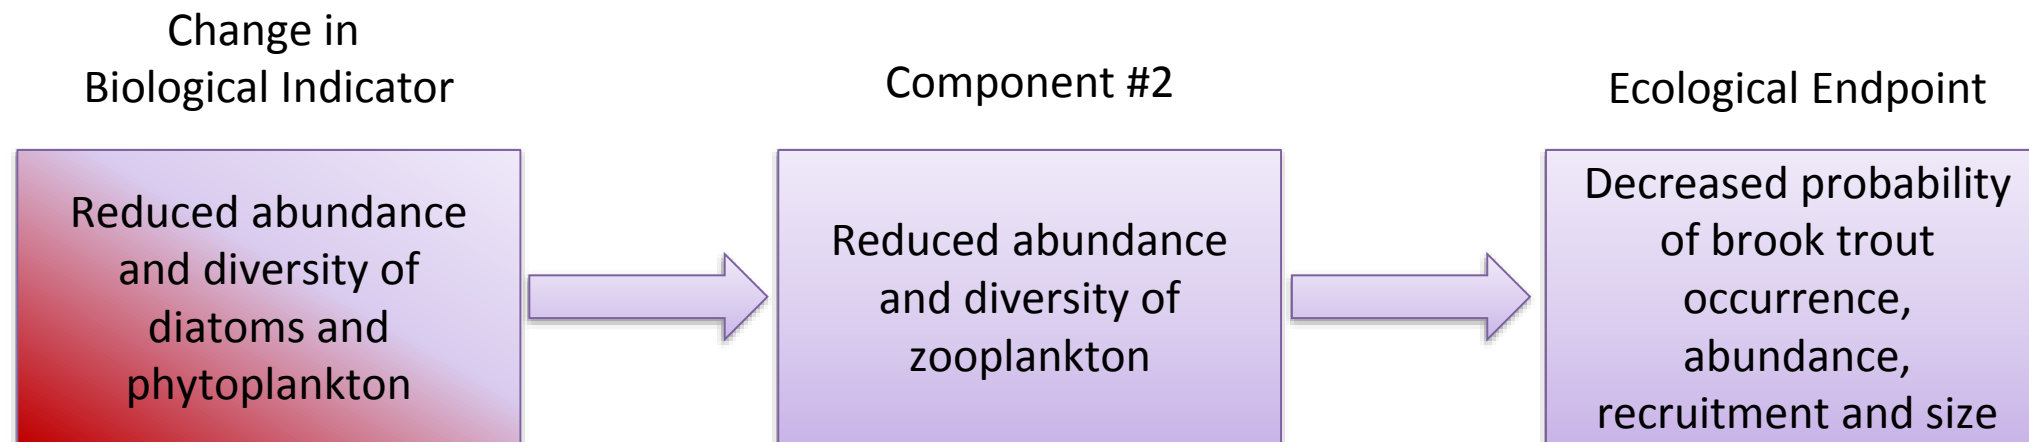 Change in
Biological Indicator
Component #2
Ecological Endpoint
Reduced abundance
and diversity of
diatoms and
phytoplankton
Reduced abundance
and diversity of
zooplankton
Decreased probability
of brook trout
occurrence,
abundance,
recruitment and size